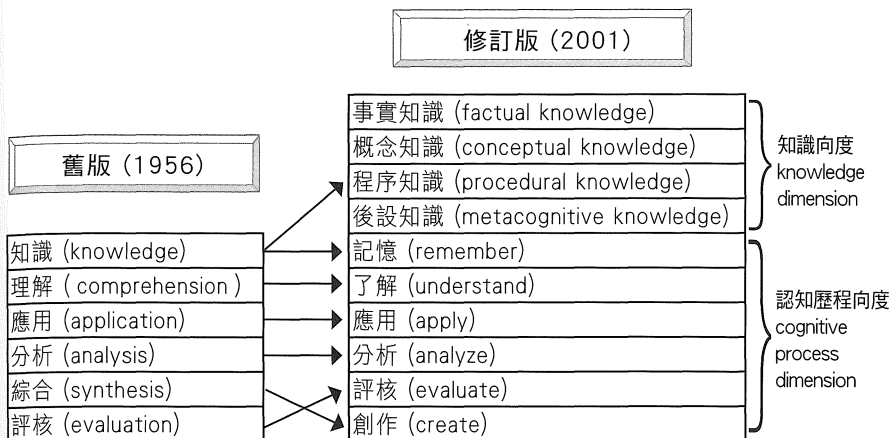 修訂版 (2001)
舊版 (1956)
事實知識 (factual knowledge)
概念知識 (conceptual knowledge)
程序知識 (procedural knowledge)
後設知識 (metacognitive knowledge)
知識向度
knowledge
dimension
知識 (knowledge)
理解 ( comprehension )
應用 (application)
分析 (analysis)
綜合 (synthesis)
評核 (evaluation)
記憶 (remember)
了解 (understand)
應用 (apply)
分析 (analyze)
評核 (evaluate)
創作 (create)
認知歷程向度
cognitive
process
dimension